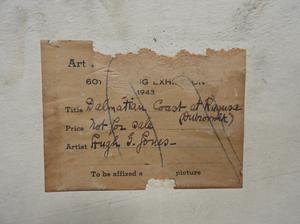 Art
60
1943
Title Dalmatian Coast at Ragusa
(Dubrovnik)
Price Not for sale
Artist Hugh G. Jones
To be affixed picture